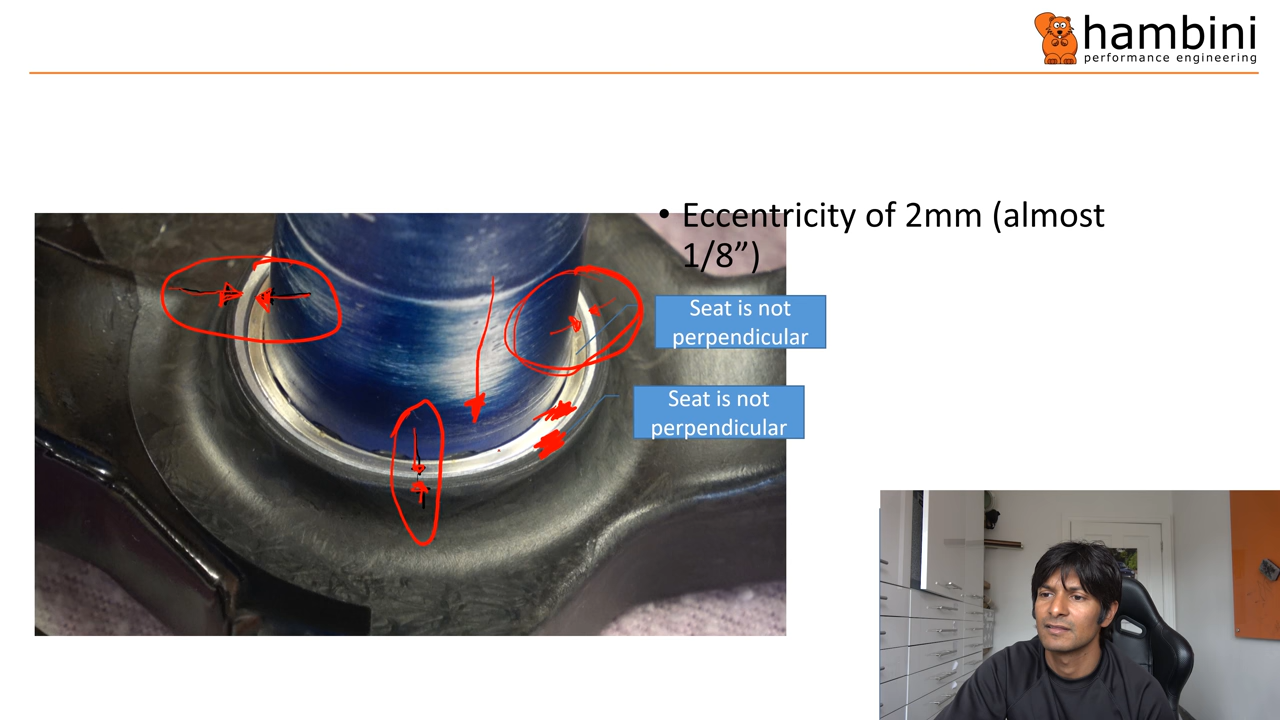 hambini
performance engineering
• Eccentricity of 2mm (almost
1/8”)
Seat is not
perpendicular
Seat is not
perpendicular